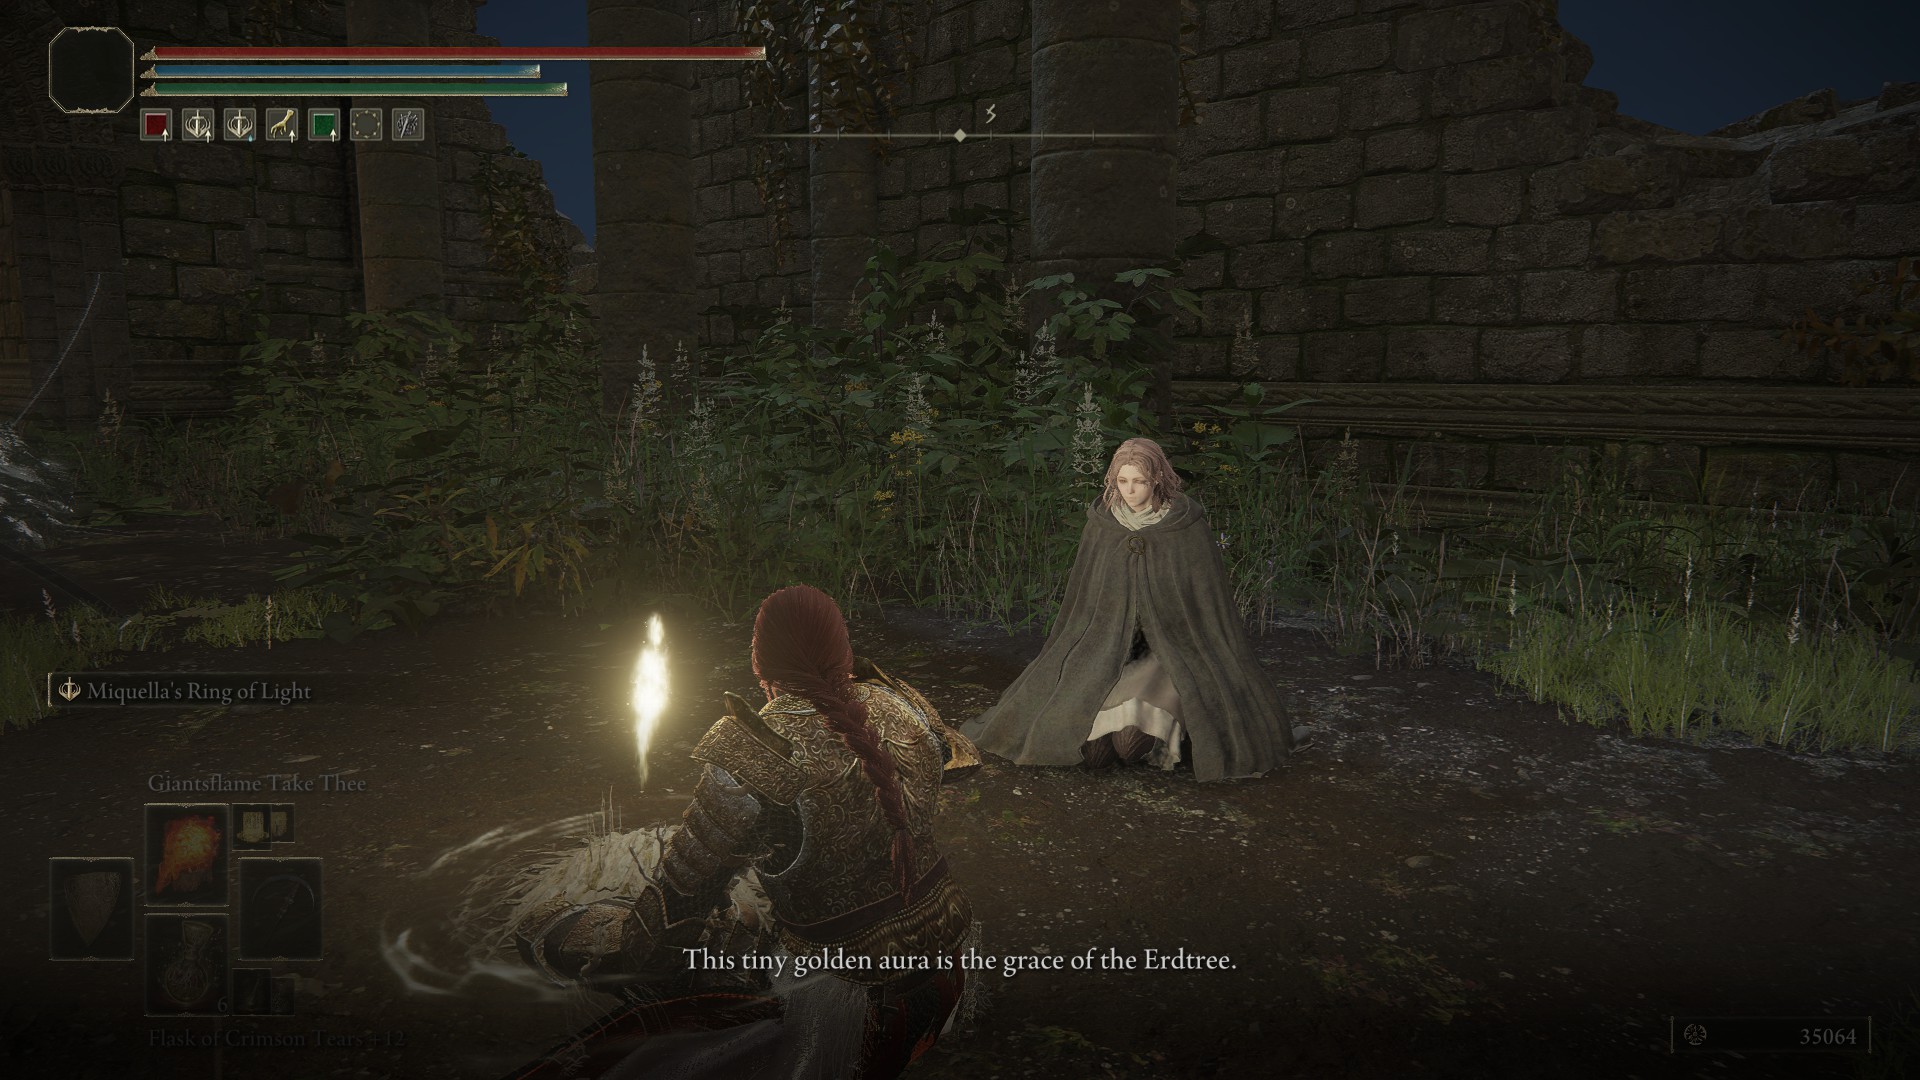 Miquella's Ring of Light
Giantsflame Take Thee
6
This tiny golden aura is the grace of the Erdtree.
Flask of Crimson Tears +12
35064